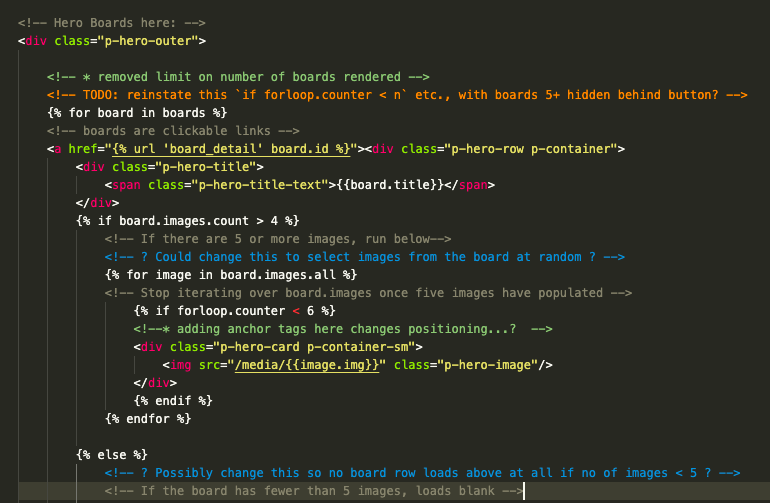 <!-- Hero Boards here: -->
<div class="p-hero-outer">
<!-- * removed limit on number of boards rendered -->
<!-- TODO: reinstate this `if forloop.counter < n` etc., with boards 5+ hidden behind button? -->
{% for board in boards %}
<!-- boards are clickable links -->
<a href="{% url 'board_detail' board.id %}"><div class="p-hero-row p-container">
<div class="p-hero-title">
<span class="p-hero-title-text">{{board.title}}</span>
</div>
{% if board.images.count > 4 %}
<!-- If there are 5 or more images, run below-->
<!-- ? Could change this to select images from the board at random ? -->
{% for image in board.images.all %}
<!-- Stop iterating over board.images once five images have populated -->
{% if forloop.counter < 6 %}
<!--* adding anchor tags here changes positioning...?  -->
<div class="p-hero-card p-container-sm">
<img src="/media/{{image.img}}" class="p-hero-image"/>
</div>
{% endif %}
{% endfor %}
{% else %}
<!-- ? Possibly change this so no board row loads above at all if no of images < 5 ? -->
<!-- If the board has fewer than 5 images, loads blank -->